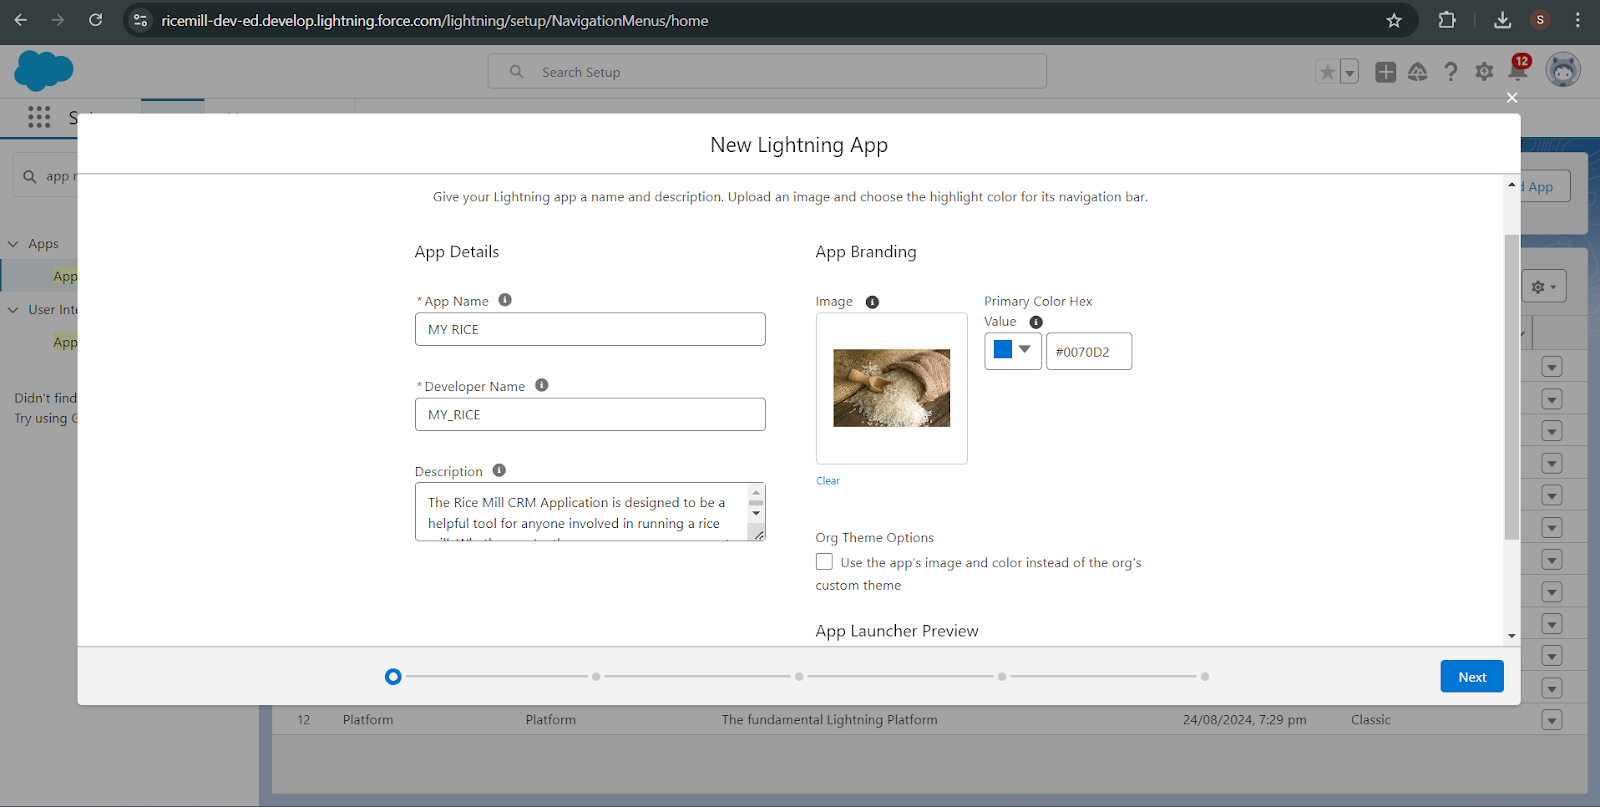 ricemill-dev-ed.develop.lightning.force.com/lightning/setup/NavigationMenus/home
S
Search Setup
12
New Lightning App
app
Give your Lightning app a name and description. Upload an image and choose the highlight color for its navigation bar.
App
Apps
App Details
App Branding
App
* App Name
Image
Primary Color Hex
Value
User Inte
MY RICE
#0070D2
App
* Developer Name
Didn't find
MY_RICE
Try using G
Description
Clear
The Rice Mill CRM Application is designed to be a
helpful tool for anyone involved in running a rice
Org Theme Options
Use the app's image and color instead of the org's
custom theme
App Launcher Preview
Next
12 Platform Platform The fundamental Lightning Platform 24/08/2024, 7:29 pm Classic